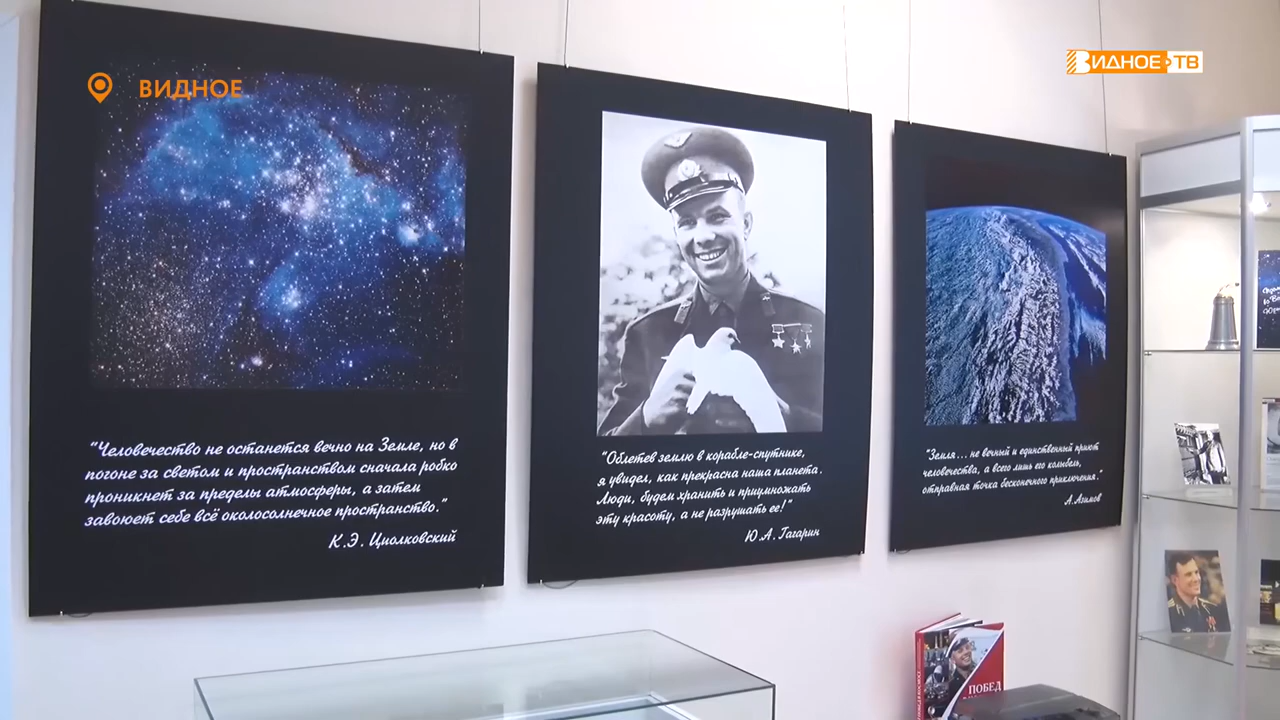 ВИДНОЕ
ВИДНОЕ ТВ
"Человечество не останется вечно на Земле, но в
погоне за светом и пространством сначала робко
проникнет за пределы атмосферы, а затем
завоюет себе всё околосолнечное пространство."
К.Э. Циолковский
"Облетев землю в корабле-спутнике,
я увидел, как прекрасна наша планета.
Люди, будем хранить и приумножать
эту красоту, а не разрушать ее!"
Ю.А. Гагарин
"Земля... не вечный и единственный приют
человечества, а всего лишь его колыбель,
отправная точка бесконечного приключения."
А.Азимов
ПОБЕД